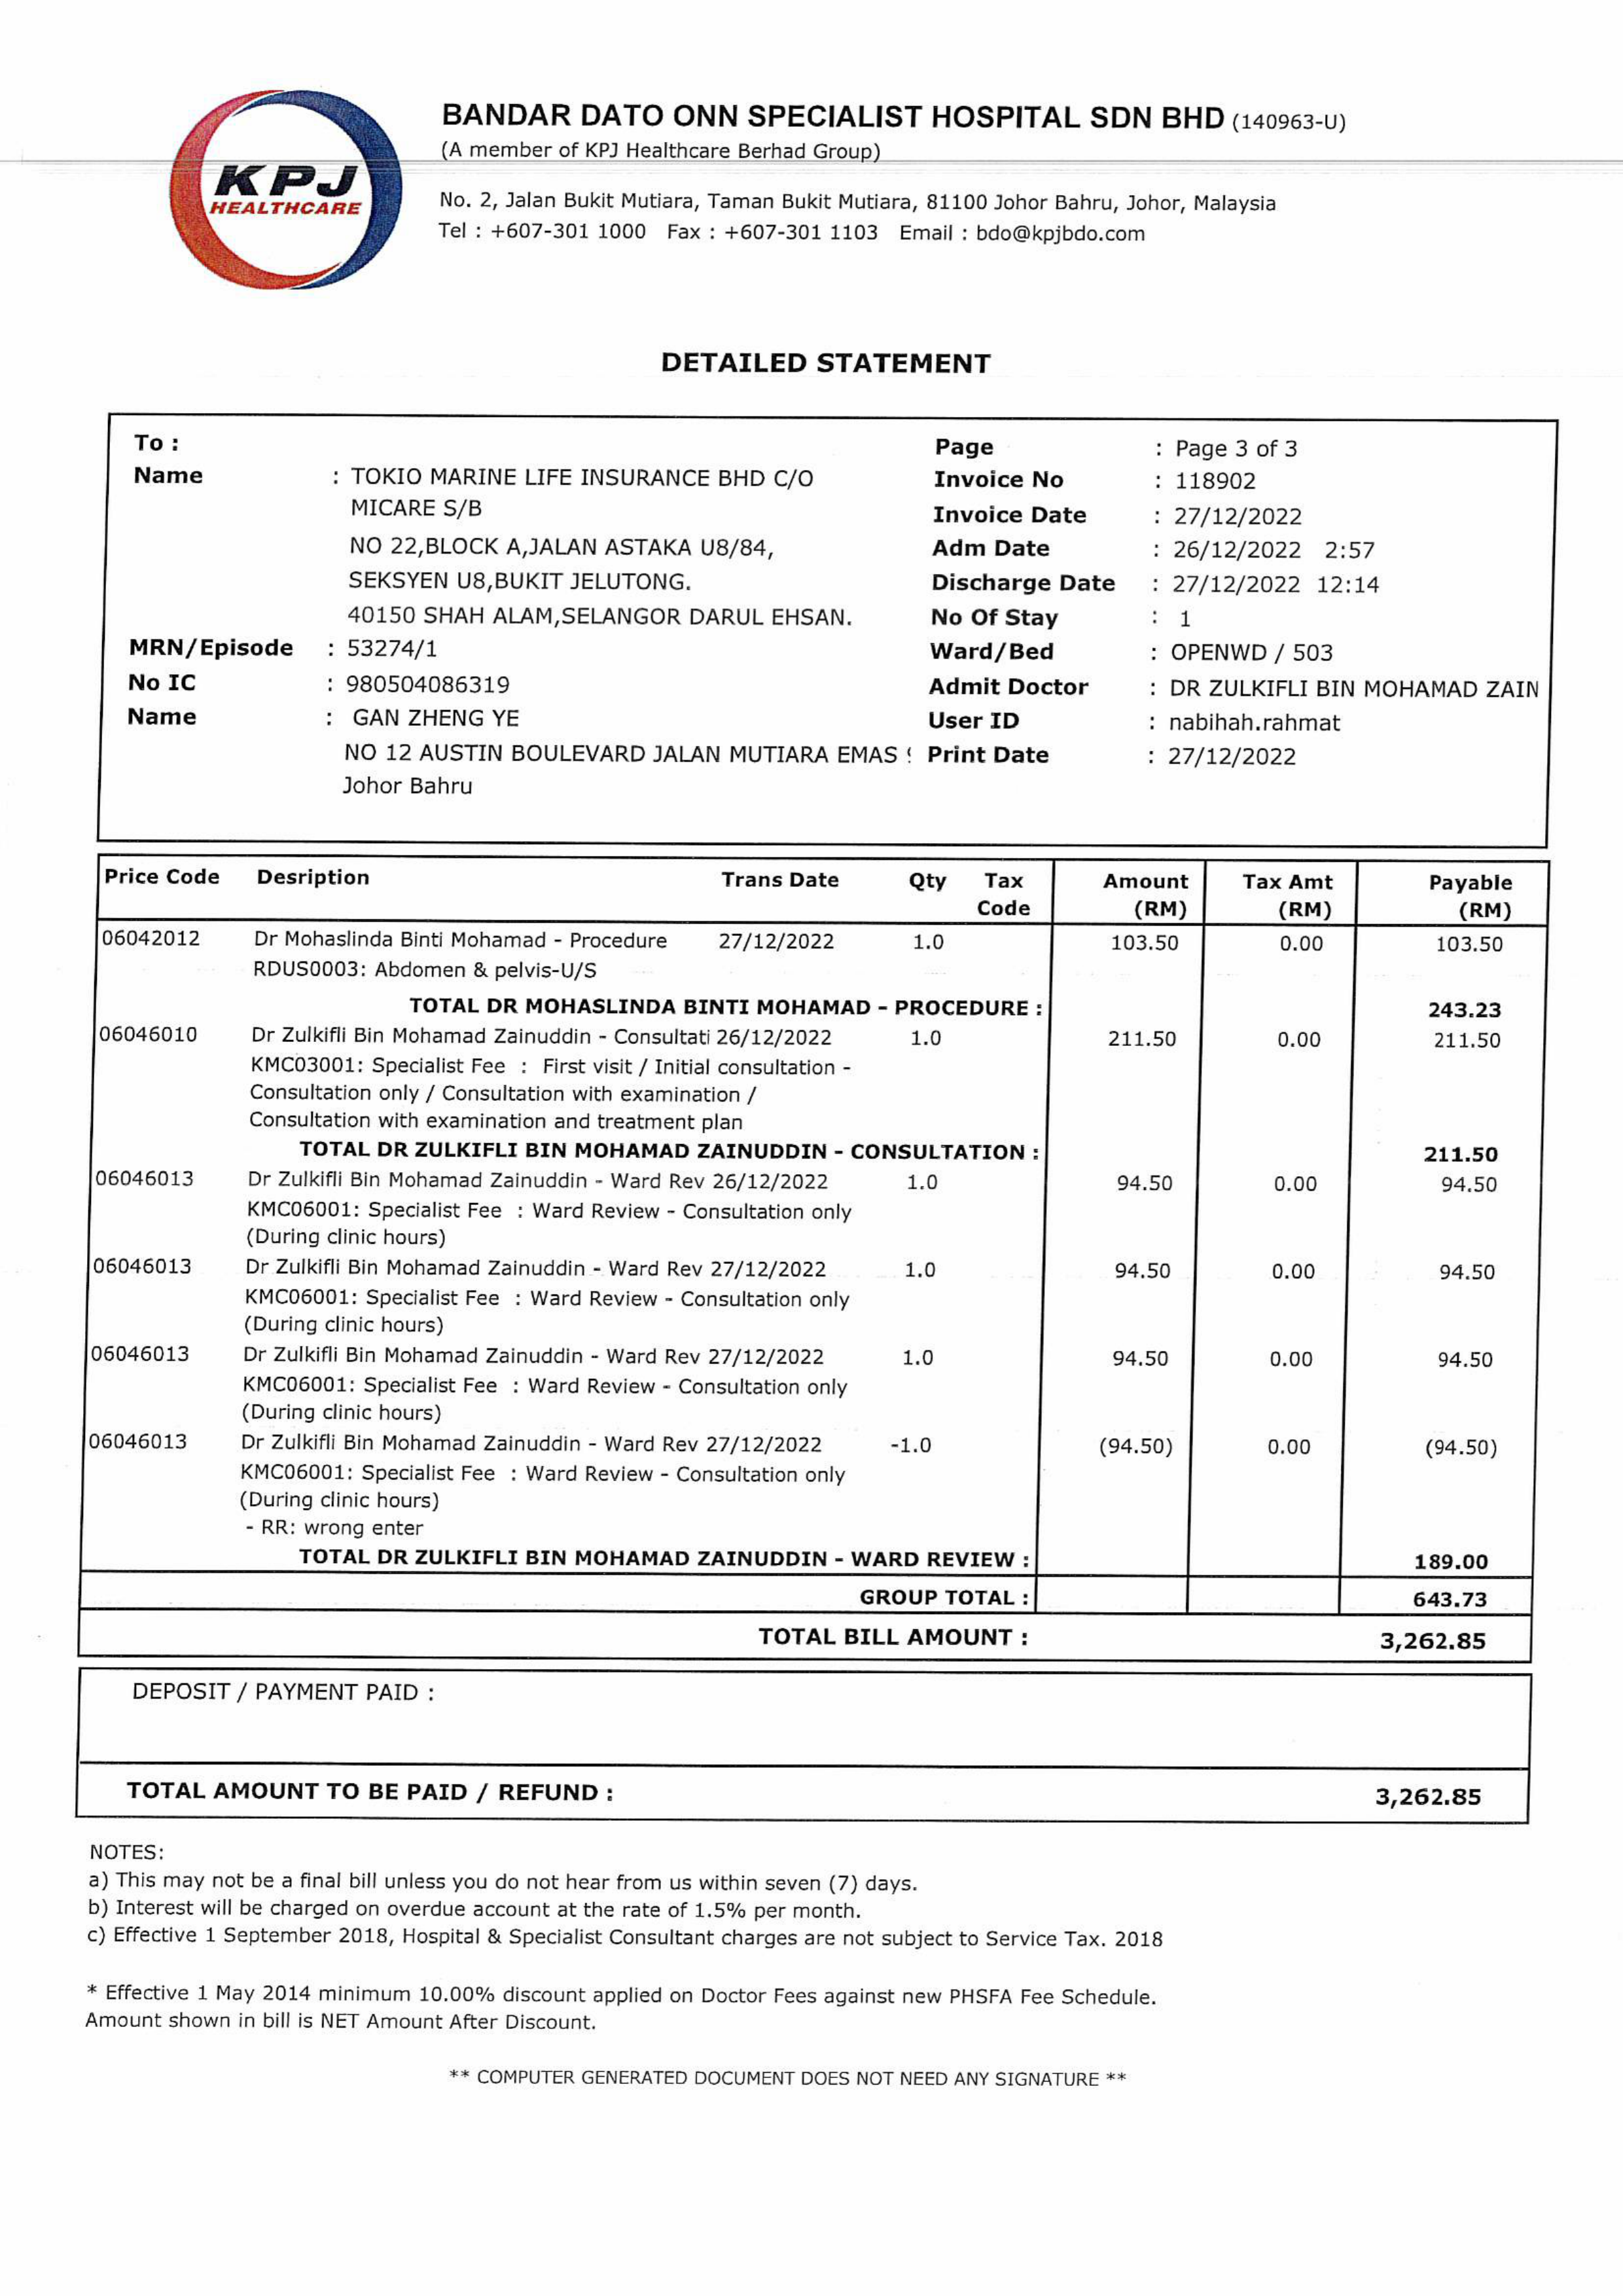 KPJ
HEALTHCARE
BANDAR DATO ONN SPECIALIST HOSPITAL SDN BHD (140963-U)
(A member of KPJ Healthcare Berhad Group)
No. 2, Jalan Bukit Mutiara, Taman Bukit Mutiara, 81100 Johor Bahru, Johor, Malaysia
Tel : +607-301 1000 Fax : +607-301 1103 Email : bdo@kpjbdo.com
DETAILED STATEMENT
To :
Name : TOKIO MARINE LIFE INSURANCE BHD C/O
MICARE S/B
NO 22,BLOCK A,JALAN ASTAKA U8/84,
SEKSYEN U8,BUKIT JELUTONG.
40150 SHAH ALAM,SELANGOR DARUL EHSAN.
MRN/Episode : 53274/1
No IC : 980504086319
Name : GAN ZHENG YE
NO 12 AUSTIN BOULEVARD JALAN MUTIARA EMAS
Johor Bahru
Page : Page 3 of 3
Invoice No : 118902
Invoice Date : 27/12/2022
Adm Date : 26/12/2022 2:57
Discharge Date : 27/12/2022 12:14
No Of Stay : 1
Ward/Bed : OPENWD / 503
Admit Doctor : DR ZULKIFLI BIN MOHAMAD ZAIN
User ID : nabihah.rahmat
Print Date : 27/12/2022
Price Code Desription Trans Date Qty Tax Code Amount (RM) Tax Amt (RM) Payable (RM)
06042012 Dr Mohaslinda Binti Mohamad - Procedure 27/12/2022 1.0 103.50 0.00 103.50
RDUS0003: Abdomen & pelvis-U/S
TOTAL DR MOHASLINDA BINTI MOHAMAD - PROCEDURE : 243.23
06046010 Dr Zulkifli Bin Mohamad Zainuddin - Consultati 26/12/2022 1.0 211.50 0.00 211.50
KMC03001: Specialist Fee : First visit / Initial consultation -
Consultation only / Consultation with examination /
Consultation with examination and treatment plan
TOTAL DR ZULKIFLI BIN MOHAMAD ZAINUDDIN - CONSULTATION : 211.50
06046013 Dr Zulkifli Bin Mohamad Zainuddin - Ward Rev 26/12/2022 1.0 94.50 0.00 94.50
KMC06001: Specialist Fee : Ward Review - Consultation only
(During clinic hours)
06046013 Dr Zulkifli Bin Mohamad Zainuddin - Ward Rev 27/12/2022 1.0 94.50 0.00 94.50
KMC06001: Specialist Fee : Ward Review - Consultation only
(During clinic hours)
06046013 Dr Zulkifli Bin Mohamad Zainuddin - Ward Rev 27/12/2022 1.0 94.50 0.00 94.50
KMC06001: Specialist Fee : Ward Review - Consultation only
(During clinic hours)
06046013 Dr Zulkifli Bin Mohamad Zainuddin - Ward Rev 27/12/2022 -1.0 (94.50) 0.00 (94.50)
KMC06001: Specialist Fee : Ward Review - Consultation only
(During clinic hours)
- RR: wrong enter
TOTAL DR ZULKIFLI BIN MOHAMAD ZAINUDDIN - WARD REVIEW : 189.00
GROUP TOTAL : 643.73
TOTAL BILL AMOUNT : 3,262.85
DEPOSIT / PAYMENT PAID :
TOTAL AMOUNT TO BE PAID / REFUND : 3,262.85
NOTES:
a) This may not be a final bill unless you do not hear from us within seven (7) days.
b) Interest will be charged on overdue account at the rate of 1.5% per month.
c) Effective 1 September 2018, Hospital & Specialist Consultant charges are not subject to Service Tax. 2018
* Effective 1 May 2014 minimum 10.00% discount applied on Doctor Fees against new PHSFA Fee Schedule.
Amount shown in bill is NET Amount After Discount.
** COMPUTER GENERATED DOCUMENT DOES NOT NEED ANY SIGNATURE **